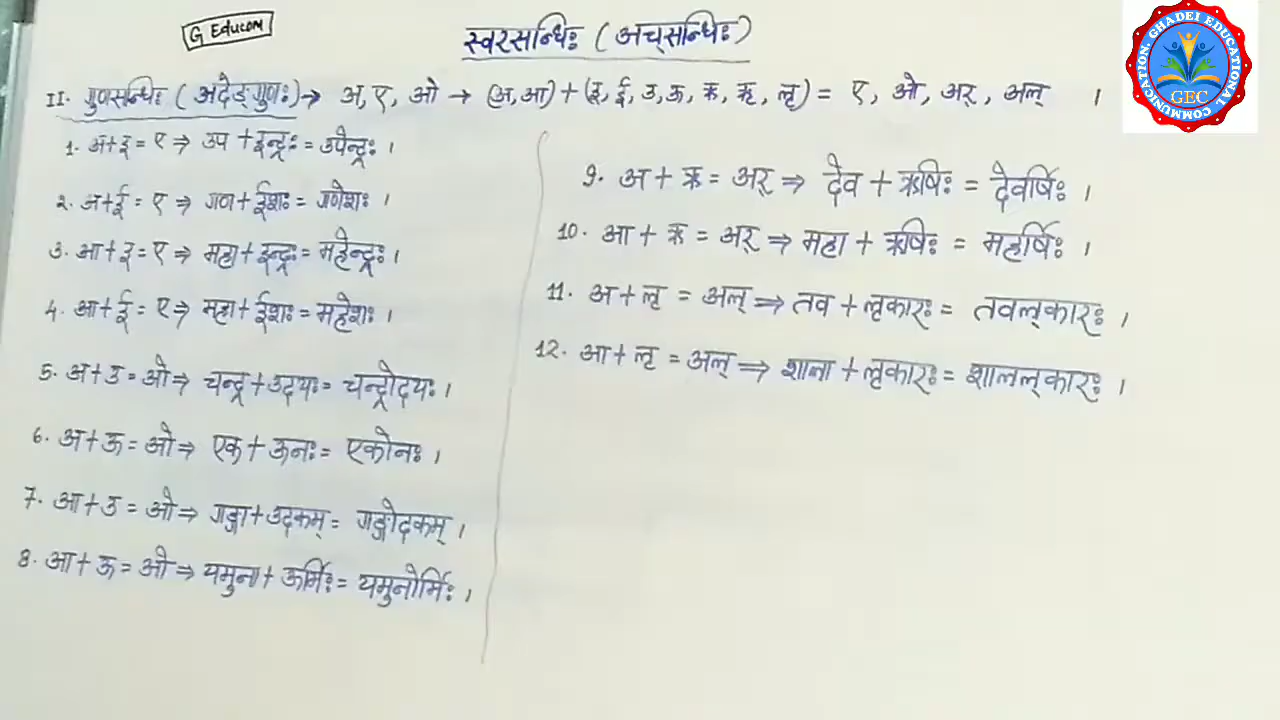 G Educom
स्वरसन्धिः (अच्सन्धिः)
II. गुणसन्धिः (अदेङ्गुणः) → अ, ए, ओ → (अ, आ) + (इ, ई, उ, ऊ, ऋ, ॠ, लृ) = ए, ओ, अर्, अल् ।
1. अ+इ = ए ⇒ उप + इन्द्रः = उपेन्द्रः ।
2. अ+ई = ए ⇒ गण + ईशः = गणेशः ।
3. आ+इ = ए ⇒ महा + इन्द्रः = महेन्द्रः ।
4. आ+ई = ए ⇒ महा + ईशः = महेशः ।
5. अ+उ = ओ ⇒ चन्द्र + उदयः = चन्द्रोदयः ।
6. अ+ऊ = ओ ⇒ एक + ऊनः = एकोनः ।
7. आ+उ = ओ ⇒ गङ्गा + उदकम् = गङ्गोदकम् ।
8. आ+ऊ = ओ ⇒ यमुना + ऊर्मिः = यमुनोर्मिः ।
9. अ + ऋ = अर् ⇒ देव + ऋषिः = देवर्षिः ।
10. आ + ऋ = अर् ⇒ महा + ऋषिः = महर्षिः ।
11. अ + लृ = अल् ⇒ तव + लृकारः = तवल्कारः ।
12. आ + लृ = अल् ⇒ शाला + लृकारः = शालल्कारः ।
GHADEI EDUCATIONAL COMMUNICATION
GEC